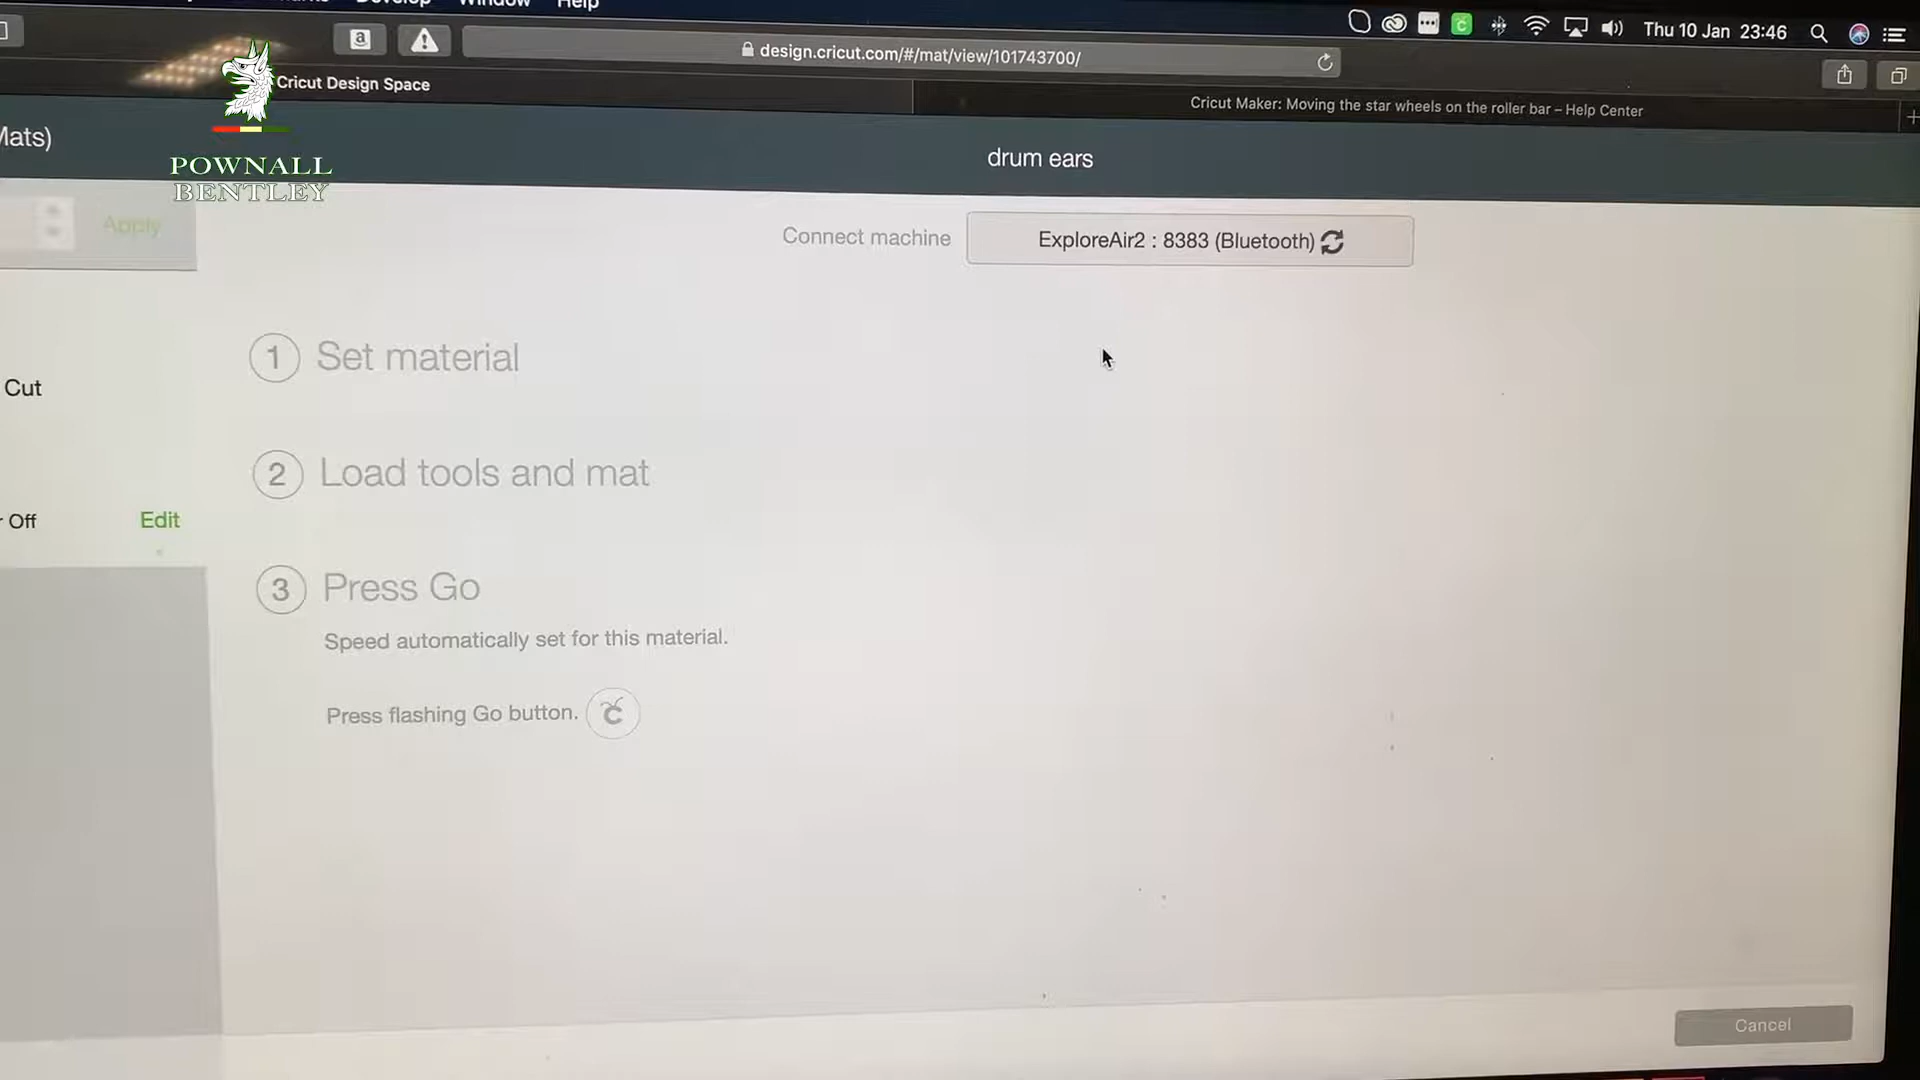 Window Help
Thu 10 Jan 23:46
design.cricut.com/#/mat/view/101743700/
Cricut Design Space
Cricut Maker: Moving the star wheels on the roller bar – Help Center
Mats)
drum ears
POWNALL
BENTLEY
Apply
Connect machine
ExploreAir2 : 8383 (Bluetooth)
1 Set material
Cut
2 Load tools and mat
Off
Edit
3 Press Go
Speed automatically set for this material.
Press flashing Go button.
Cancel